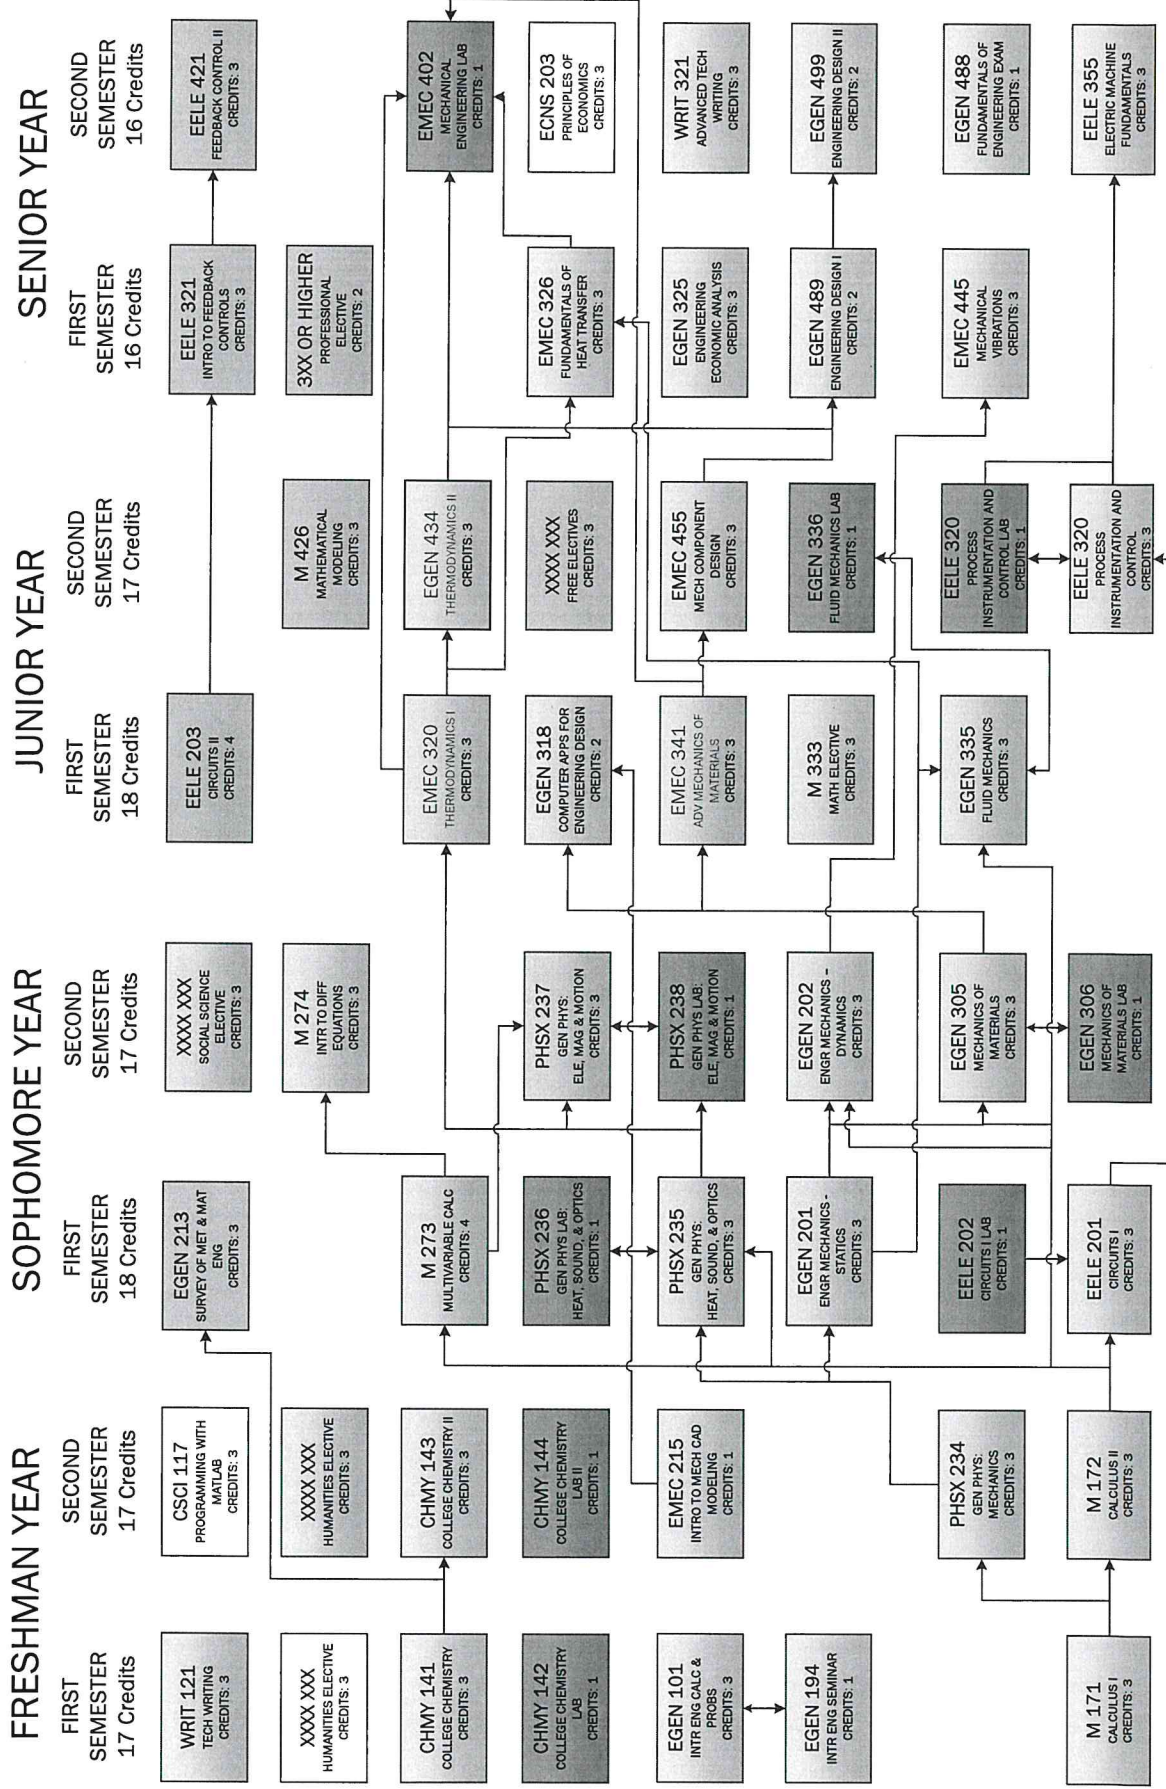 FRESHMAN YEAR
FIRST
SEMESTER
17 Credits
WRIT 121
TECH WRITING
CREDITS: 3
XXXX XXX
HUMANITIES ELECTIVE
CREDITS: 3
CHMY 141
COLLEGE CHEMISTRY
CREDITS: 3
CHMY 142
COLLEGE CHEMISTRY
LAB
CREDITS: 1
EGEN 101
INTR ENG CALC &
PROBS
CREDITS: 3
EGEN 194
INTR ENG SEMINAR
CREDITS: 1
M 171
CALCULUS I
CREDITS: 3
SECOND
SEMESTER
17 Credits
CSCI 117
PROGRAMMING WITH
MATLAB
CREDITS: 3
XXXX XXX
HUMANITIES ELECTIVE
CREDITS: 3
CHMY 143
COLLEGE CHEMISTRY II
CREDITS: 3
CHMY 144
COLLEGE CHEMISTRY
LAB II
CREDITS: 1
EMEC 215
INTRO TO MECH CAD
MODELING
CREDITS: 1
PHSX 234
GEN PHYS:
MECHANICS
CREDITS: 3
M 172
CALCULUS II
CREDITS: 3
SOPHOMORE YEAR
FIRST
SEMESTER
18 Credits
EGEN 213
SURVEY OF MET & MAT
ENG
CREDITS: 3
M 273
MULTIVARIABLE CALC
CREDITS: 4
PHSX 236
GEN PHYS LAB:
HEAT, SOUND, & OPTICS
CREDITS: 1
PHSX 235
GEN PHYS:
HEAT, SOUND, & OPTICS
CREDITS: 3
EGEN 201
ENGR MECHANICS -
STATICS
CREDITS: 3
EELE 202
CIRCUITS I LAB
CREDITS: 1
EELE 201
CIRCUITS I
CREDITS: 3
SECOND
SEMESTER
17 Credits
XXXX XXX
SOCIAL SCIENCE
ELECTIVE
CREDITS: 3
M 274
INTR TO DIFF
EQUATIONS
CREDITS: 3
PHSX 237
GEN PHYS:
ELE, MAG & MOTION
CREDITS: 3
PHSX 238
GEN PHYS LAB:
ELE, MAG & MOTION
CREDITS: 1
EGEN 202
ENGR MECHANICS –
DYNAMICS
CREDITS: 3
EGEN 305
MECHANICS OF
MATERIALS
CREDITS: 3
EGEN 306
MECHANICS OF
MATERIALS LAB
CREDITS: 1
JUNIOR YEAR
FIRST
SEMESTER
18 Credits
EELE 203
CIRCUITS II
CREDITS: 4
EMEC 320
THERMODYNAMICS I
CREDITS: 3
EGEN 318
COMPUTER APPS FOR
ENGINEERING DESIGN
CREDITS: 2
EMEC 341
ADV MECHANICS OF
MATERIALS
CREDITS: 3
M 333
MATH ELECTIVE
CREDITS: 3
EGEN 335
FLUID MECHANICS
CREDITS: 3
SECOND
SEMESTER
17 Credits
M 426
MATHEMATICAL
MODELING
CREDITS: 3
EGEN 434
THERMODYNAMICS II
CREDITS: 3
XXXX XXX
FREE ELECTIVES
CREDITS: 3
EMEC 455
MECH COMPONENT
DESIGN
CREDITS: 3
EGEN 336
FLUID MECHANICS LAB
CREDITS: 1
EELE 320
PROCESS
INSTRUMENTATION AND
CONTROL LAB
CREDITS: 1
EELE 320
PROCESS
INSTRUMENTATION AND
CONTROL
CREDITS: 3
SENIOR YEAR
FIRST
SEMESTER
16 Credits
EELE 321
INTRO TO FEEDBACK
CONTROLS
CREDITS: 3
3XX OR HIGHER
PROFESSIONAL
ELECTIVE
CREDITS: 2
EMEC 326
FUNDAMENTALS OF
HEAT TRANSFER
CREDITS: 3
EGEN 325
ENGINEERING
ECONOMIC ANALYSIS
CREDITS: 3
EGEN 489
ENGINEERING DESIGN I
CREDITS: 2
EMEC 445
MECHANICAL
VIBRATIONS
CREDITS: 3
SECOND
SEMESTER
16 Credits
EELE 421
FEEDBACK CONTROL II
CREDITS: 3
EMEC 402
MECHANICAL
ENGINEERING LAB
CREDITS: 1
ECNS 203
PRINCIPLES OF
ECONOMICS
CREDITS: 3
WRIT 321
ADVANCED TECH
WRITING
CREDITS: 3
EGEN 499
ENGINEERING DESIGN II
CREDITS: 2
EGEN 488
FUNDAMENTALS OF
ENGINEERING EXAM
CREDITS: 1
EELE 355
ELECTRIC MACHINE
FUNDAMENTALS
CREDITS: 3